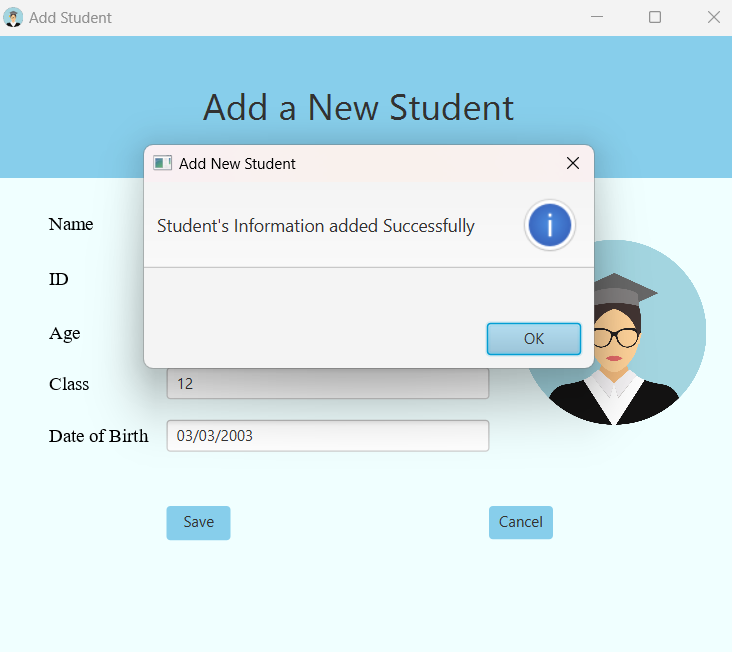 Add Student
Add a New Student
Add New Student
Student's Information added Successfully
i
OK
Name
ID
Age
Class
12
Date of Birth
03/03/2003
Save
Cancel